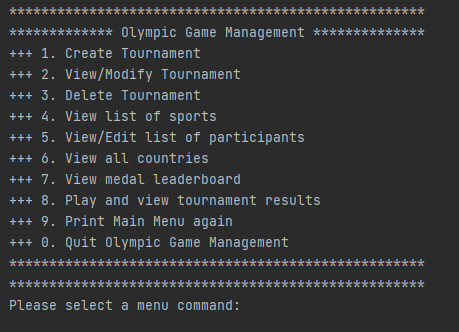 ****************************************************
************* Olympic Game Management **************
+++ 1. Create Tournament
+++ 2. View/Modify Tournament
+++ 3. Delete Tournament
+++ 4. View list of sports
+++ 5. View/Edit list of participants
+++ 6. View all countries
+++ 7. View medal leaderboard
+++ 8. Play and view tournament results
+++ 9. Print Main Menu again
+++ 0. Quit Olympic Game Management
****************************************************
****************************************************
Please select a menu command: